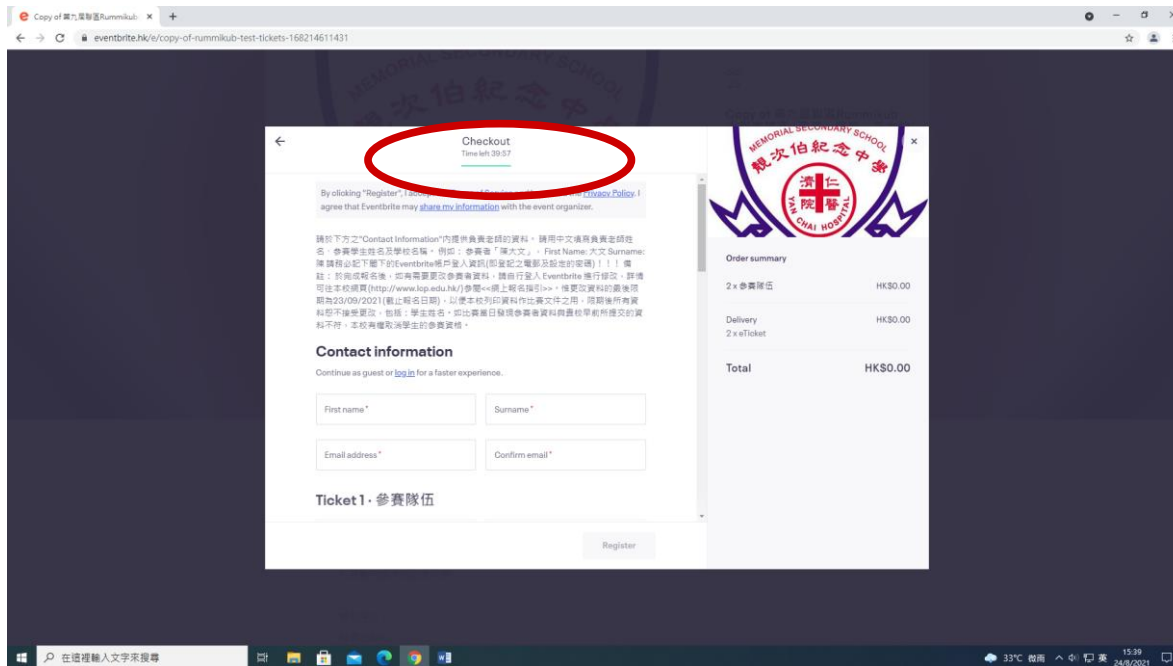 Copy of 第九屆聯區Rummikub
eventbrite.hk/e/copy-of-rummikub-test-tickets-168214611431
MEMORIAL SECONDARY SCHOOL
伯紀念中
Checkout
Time left 39:57
By clicking "Register", I
Privacy Policy. I
agree that Eventbrite may share my information with the event organizer.
請於下方之"Contact Information"內提供負責老師的資料。 請用中文填寫負責老師姓
名、參賽學生姓名及學校名稱。 例如： 參賽者「陳大文」， First Name: 大文 Surname:
陳 請務必記下閣下的Eventbrite帳戶登入資訊(即登記之電郵及設定的密碼)！！！ 備
註： 於完成報名後，如有需要更改參賽者資料，請自行登入 Eventbrite 進行修改，詳情
可往本校網頁(http://www.lcp.edu.hk/)參閱<<網上報名指引>>。惟更改資料的最後限
期為23/09/2021(截止報名日期)，以便本校列印資料作比賽文件之用，限期後所有資
料恕不接受更改，包括：學生姓名。如比賽當日發現參賽者資料與貴校早前所提交的資
料不符，本校有權取消學生的參賽資格。
Contact information
Continue as guest or log in for a faster experience.
First name*
Surname*
Email address*
Confirm email*
Ticket 1 · 參賽隊伍
Register
MEMORIAL SECONDARY SCHOOL
靚次伯紀念中學
濟 仁
院 醫
YAN CHAI HOSPITAL
Order summary
2 x 參賽隊伍 HK$0.00
Delivery HK$0.00
2 x eTicket
Total HK$0.00
在這裡輸入文字來搜尋
33°C 微雨
英
15:39
24/8/2021